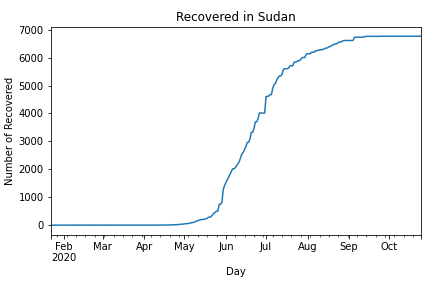 Recovered in Sudan
Number of Recovered
7000
6000
5000
4000
3000
2000
1000
0
Feb Mar Apr May Jun Jul Aug Sep Oct
2020
Day